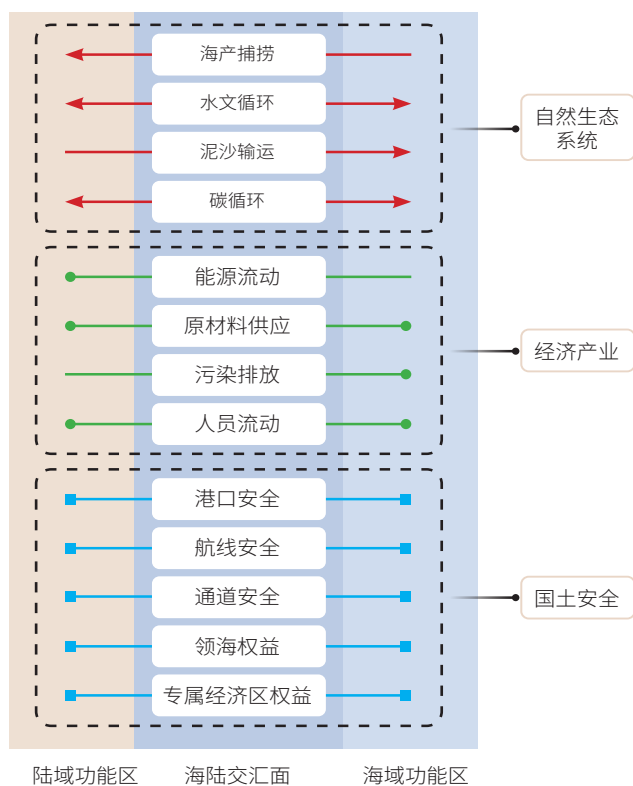 海产捕捞
水文循环
泥沙输运
碳循环
自然生态
系统
能源流动
原材料供应
污染排放
人员流动
经济产业
港口安全
航线安全
通道安全
领海权益
专属经济区权益
国土安全
陆域功能区
海陆交汇面
海域功能区